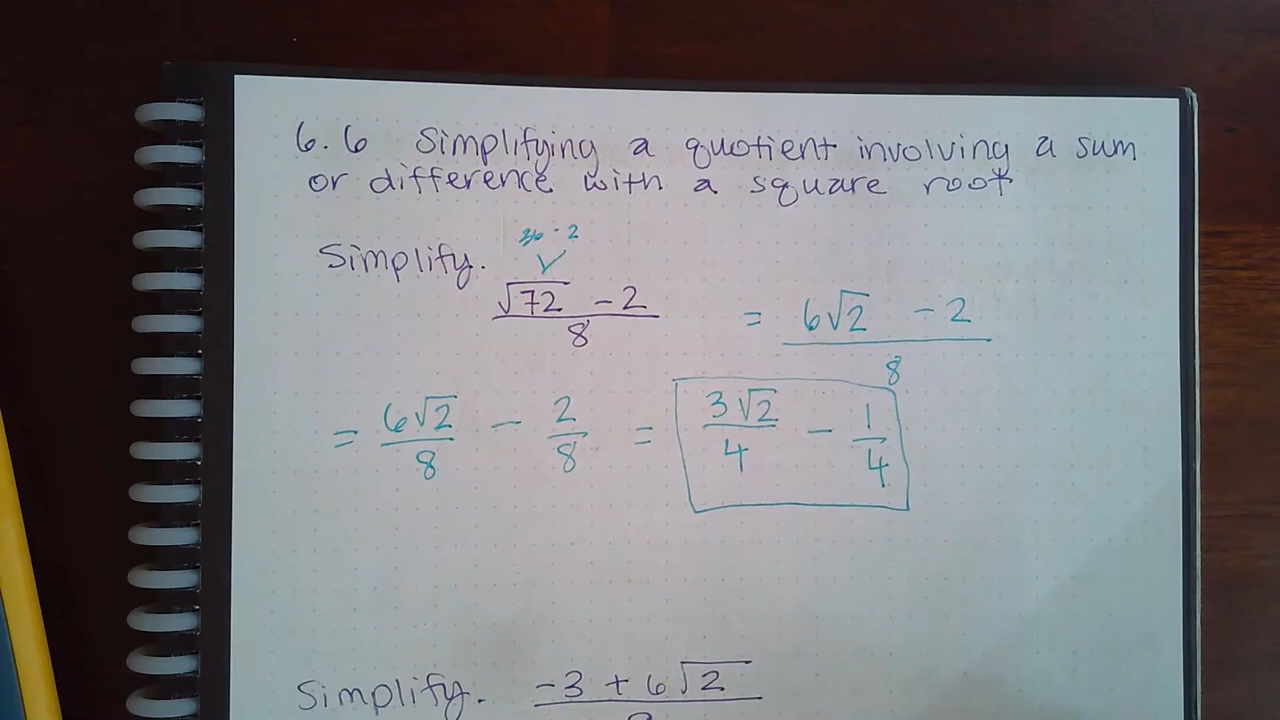 6.6 Simplifying a quotient involving a sum
or difference with a square root
36 · 2
Simplify. (√72 - 2)/8 = (6√2 - 2)/8
= 6√2/8 - 2/8 = 3√2/4 - 1/4
Simplify. -3 + 6√2